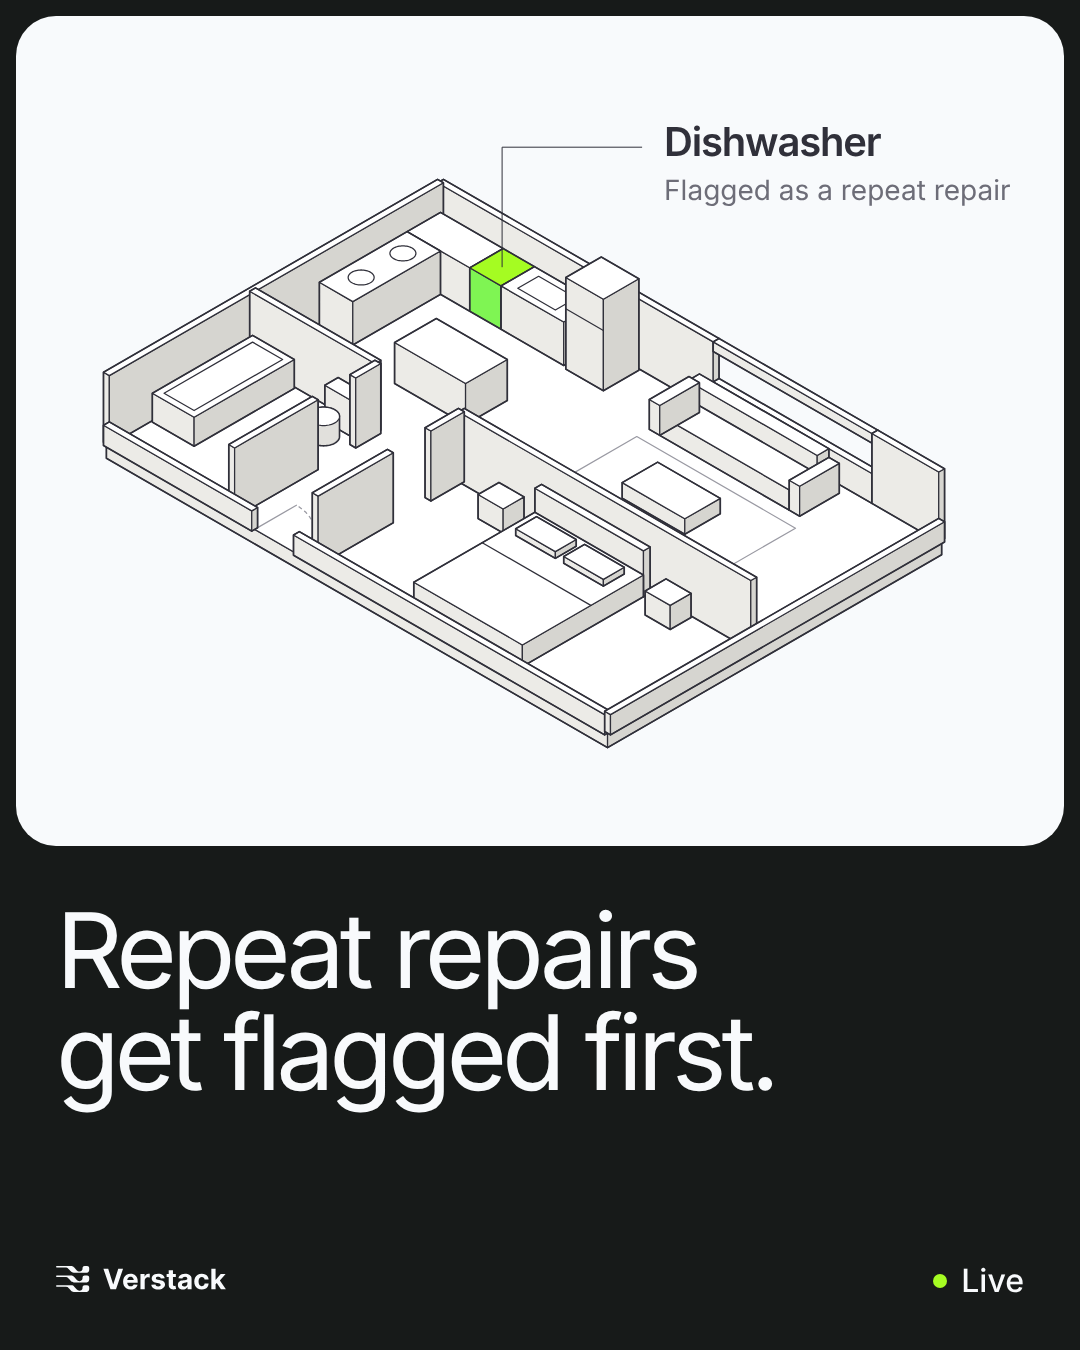 Dishwasher
Flagged as a repeat repair
Repeat repairs
get flagged first.
Verstack
Live